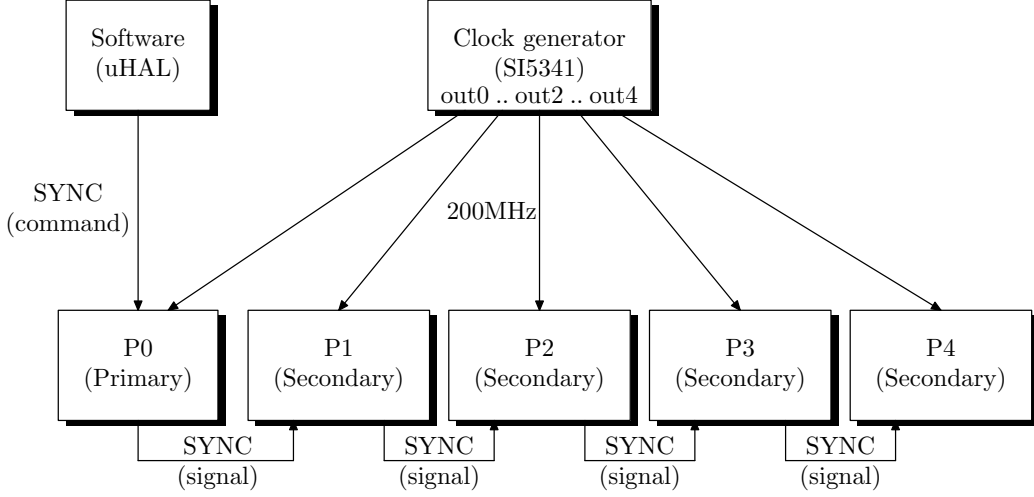 Software
(uHAL)
Clock generator
(SI5341)
out0 .. out2 .. out4
SYNC
(command)
200MHz
P0
(Primary)
P1
(Secondary)
P2
(Secondary)
P3
(Secondary)
P4
(Secondary)
SYNC
(signal)
SYNC
(signal)
SYNC
(signal)
SYNC
(signal)